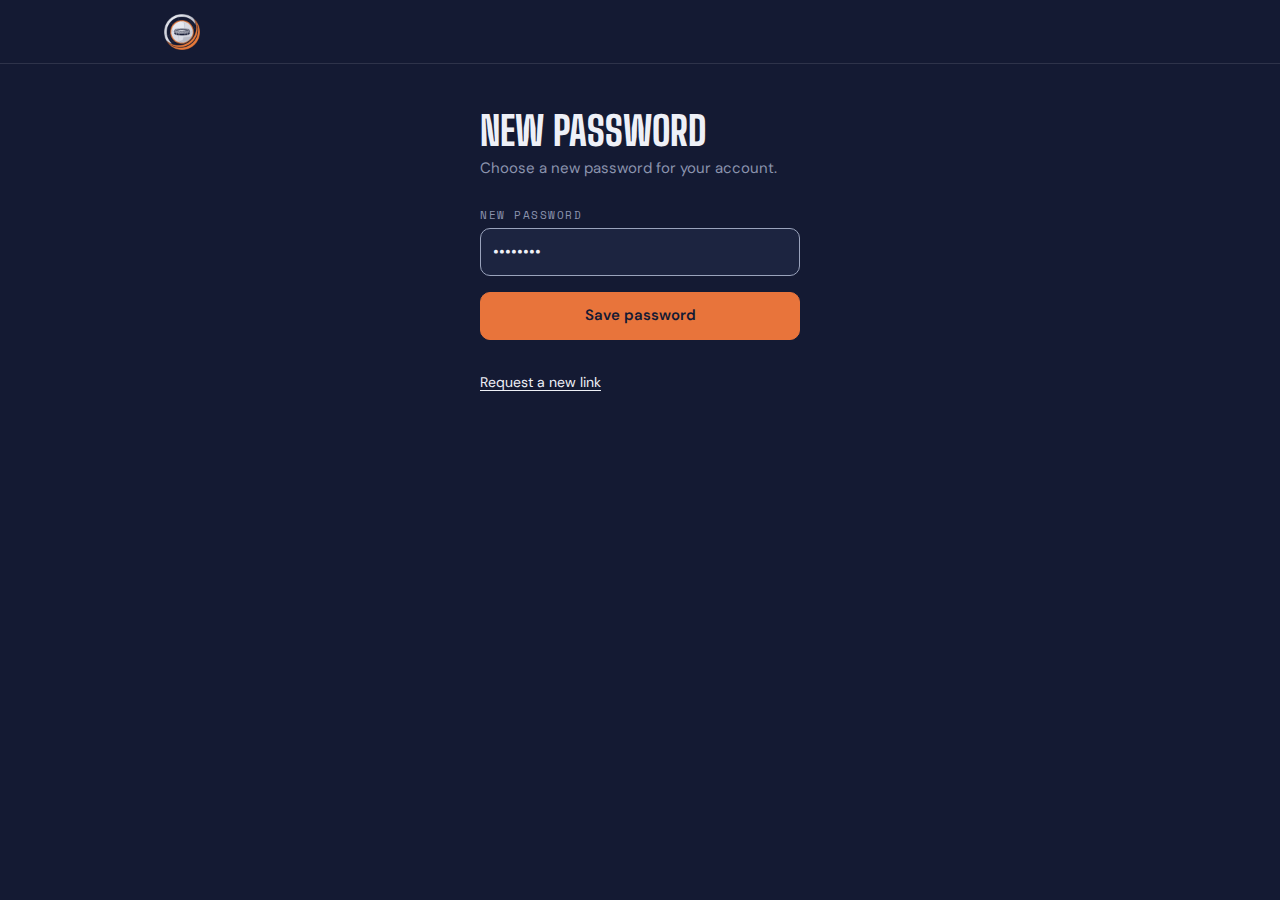 NEW PASSWORD
Choose a new password for your account.
NEW PASSWORD
••••••••
Save password
Request a new link